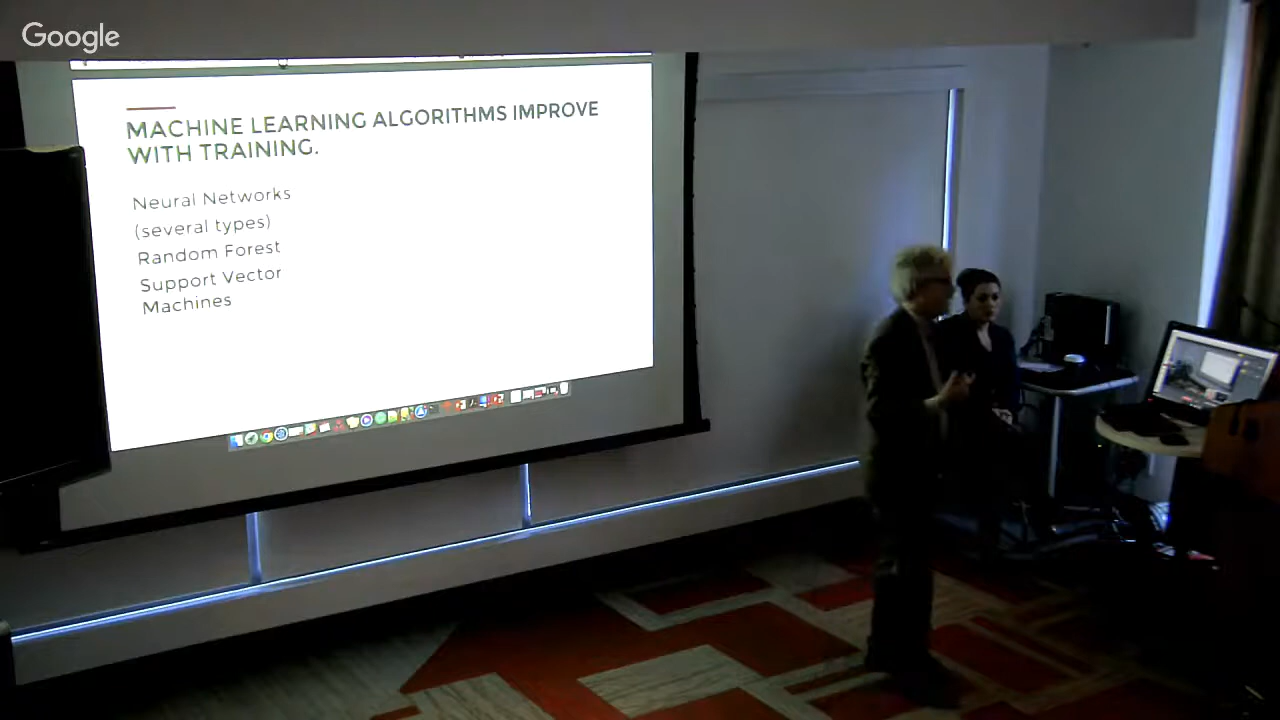 Google
MACHINE LEARNING ALGORITHMS IMPROVE
WITH TRAINING.
Neural Networks
(several types)
Random Forest
Support Vector
Machines